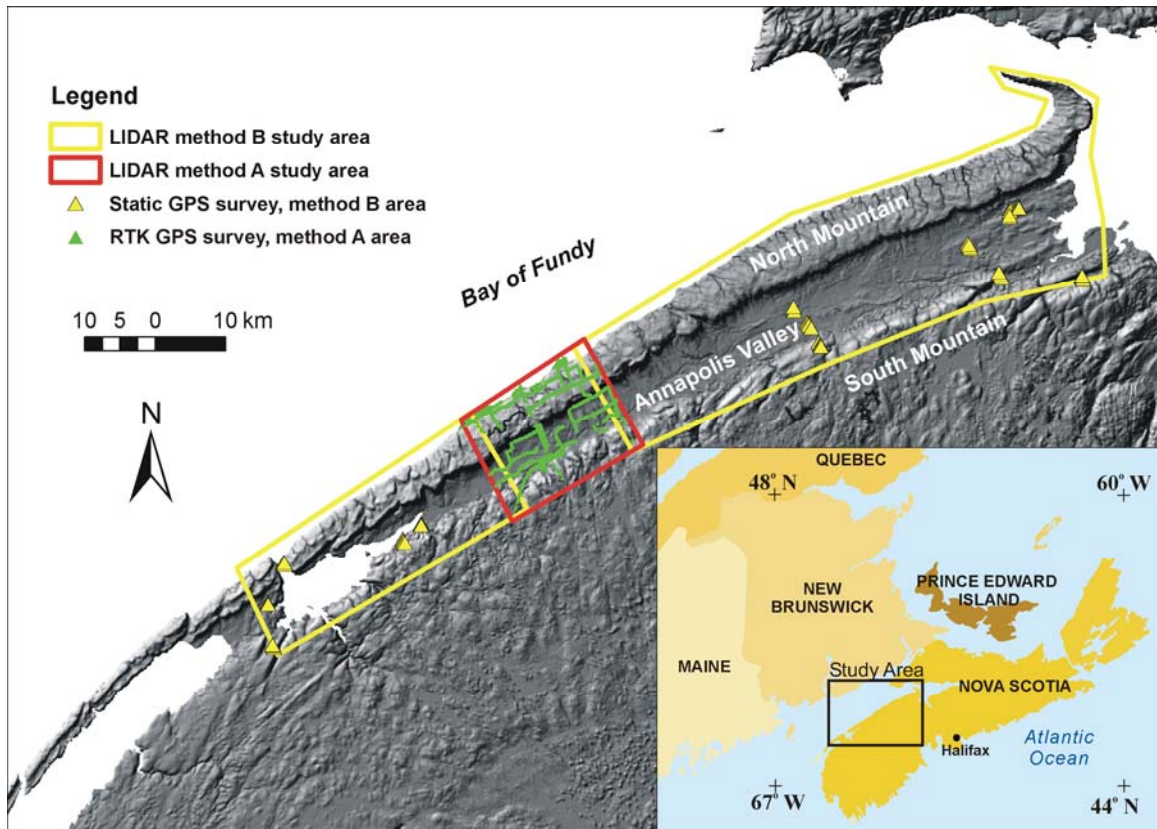 Legend
LIDAR method B study area
LIDAR method A study area
Static GPS survey, method B area
RTK GPS survey, method A area
10 5 0 10 km
N
Bay of Fundy
North Mountain
Annapolis Valley
South Mountain
QUEBEC
48° N
60° W
NEW
BRUNSWICK
PRINCE EDWARD
ISLAND
MAINE
Study Area
NOVA SCOTIA
Halifax
Atlantic
Ocean
67° W
44° N